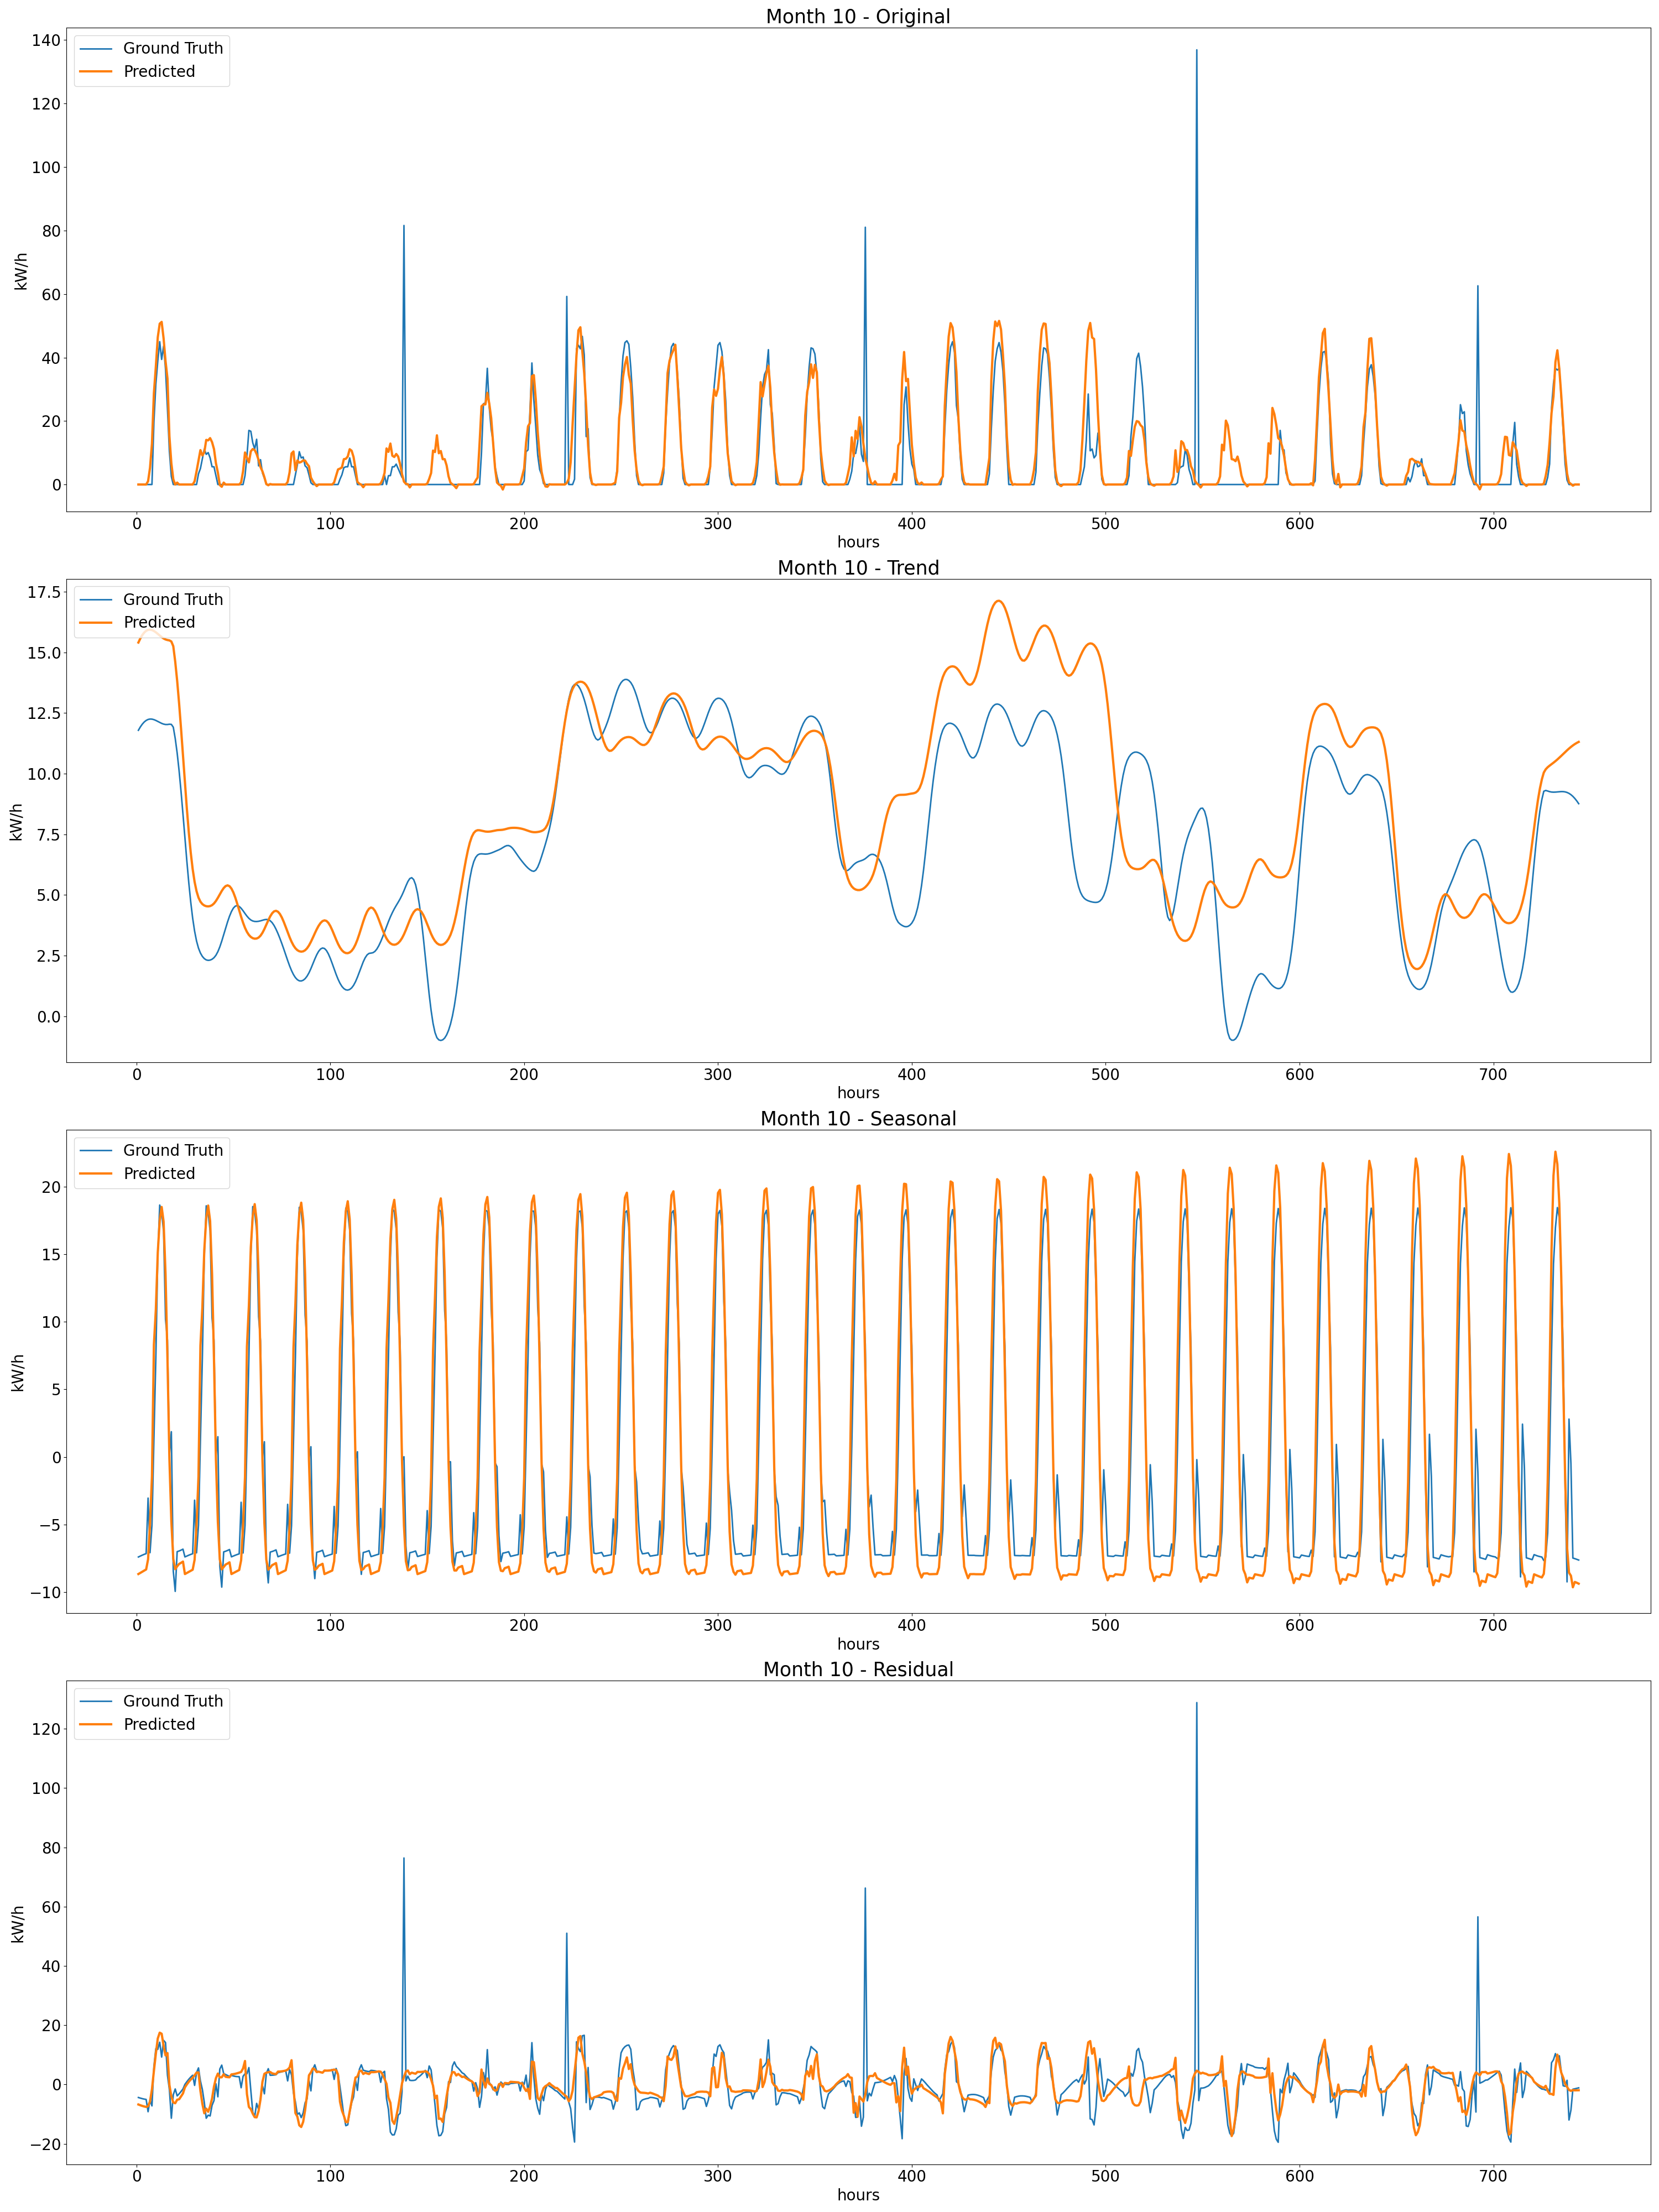 Month 10 - Original
Ground Truth
Predicted
140
120
100
80
60
40
20
0
kW/h
0 100 200 300 400 500 600 700
hours
Month 10 - Trend
Ground Truth
Predicted
17.5
15.0
12.5
10.0
7.5
5.0
2.5
0.0
kW/h
0 100 200 300 400 500 600 700
hours
Month 10 - Seasonal
Ground Truth
Predicted
20
15
10
5
0
−5
−10
kW/h
0 100 200 300 400 500 600 700
hours
Month 10 - Residual
Ground Truth
Predicted
120
100
80
60
40
20
0
−20
kW/h
0 100 200 300 400 500 600 700
hours